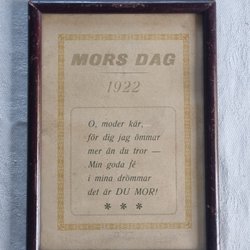 MORS DAG
1922
O, moder kär,
för dig jag ömmar
mer än du tror —
Min goda fé
i mina drömmar
det är DU MOR!
* * *